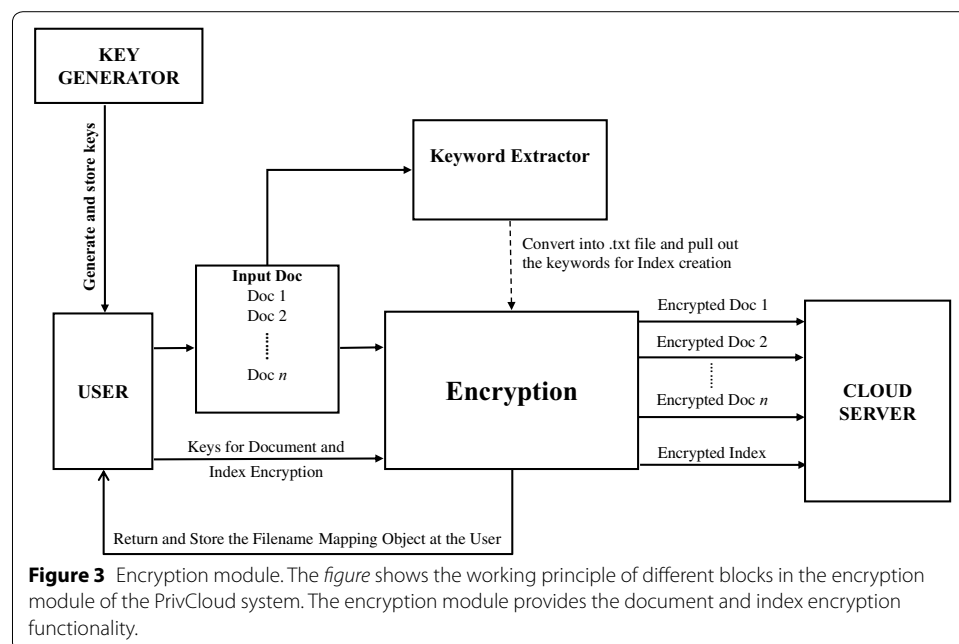 KEY
GENERATOR
Generate and store keys
Keyword Extractor
Convert into .txt file and pull out
the keywords for Index creation
Input Doc
Doc 1
Doc 2
Doc n
USER
Encryption
Encrypted Doc 1
Encrypted Doc 2
Encrypted Doc n
Encrypted Index
CLOUD
SERVER
Keys for Document and
Index Encryption
Return and Store the Filename Mapping Object at the User
Figure 3 Encryption module. The figure shows the working principle of different blocks in the encryption
module of the PrivCloud system. The encryption module provides the document and index encryption
functionality.